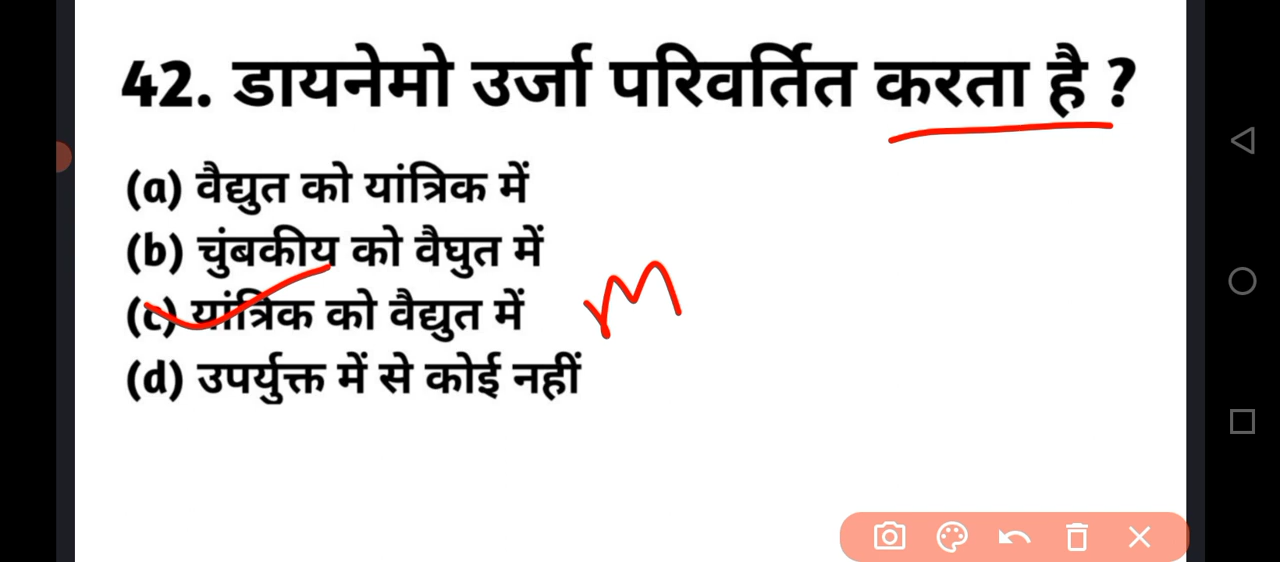 42. डायनेमो उर्जा परिवर्तित करता है ?
(a) वैद्युत को यांत्रिक में
(b) चुंबकीय को वैघुत में
(c) यांत्रिक को वैद्युत में
(d) उपर्युक्त में से कोई नहीं
m